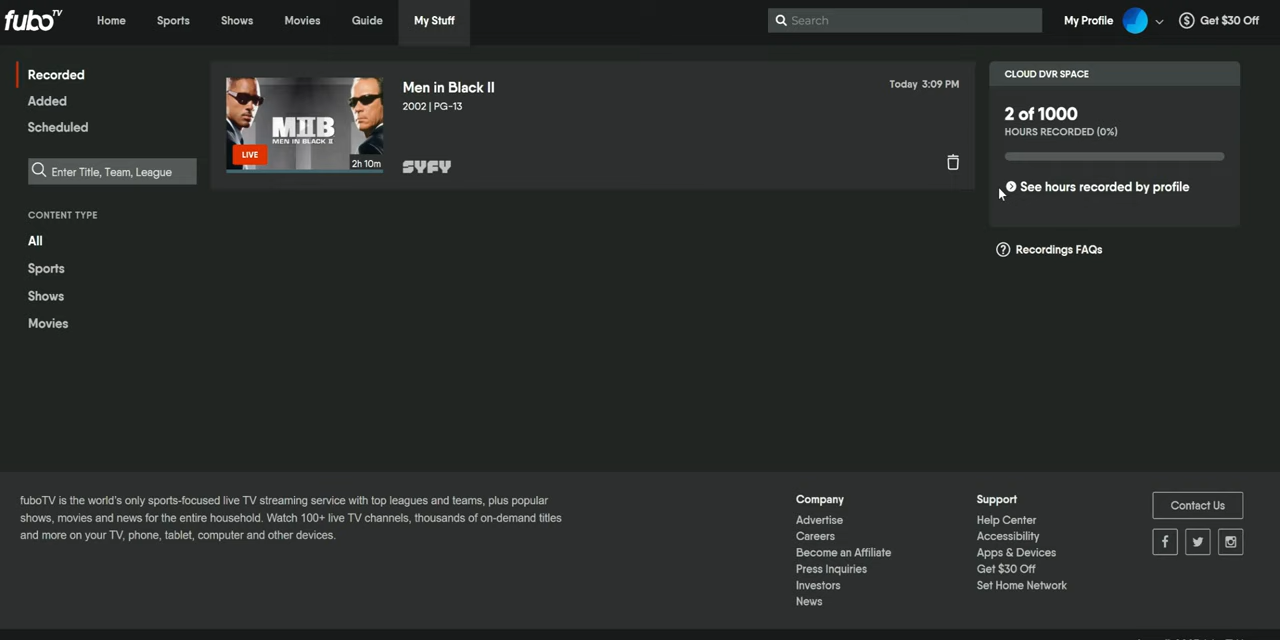 fubo TV
Home Sports Shows Movies Guide My Stuff
Search
My Profile
$ Get $30 Off
Recorded
Added
Scheduled
Enter Title, Team, League
CONTENT TYPE
All
Sports
Shows
Movies
MIIB
MEN IN BLACK II
LIVE
2h 10m
Men in Black II
2002 | PG-13
SYFY
Today 3:09 PM
CLOUD DVR SPACE
2 of 1000
HOURS RECORDED (0%)
See hours recorded by profile
? Recordings FAQs
fuboTV is the world's only sports-focused live TV streaming service with top leagues and teams, plus popular
shows, movies and news for the entire household. Watch 100+ live TV channels, thousands of on-demand titles
and more on your TV, phone, tablet, computer and other devices.
Company
Advertise
Careers
Become an Affiliate
Press Inquiries
Investors
News
Support
Help Center
Accessibility
Apps & Devices
Get $30 Off
Set Home Network
Contact Us